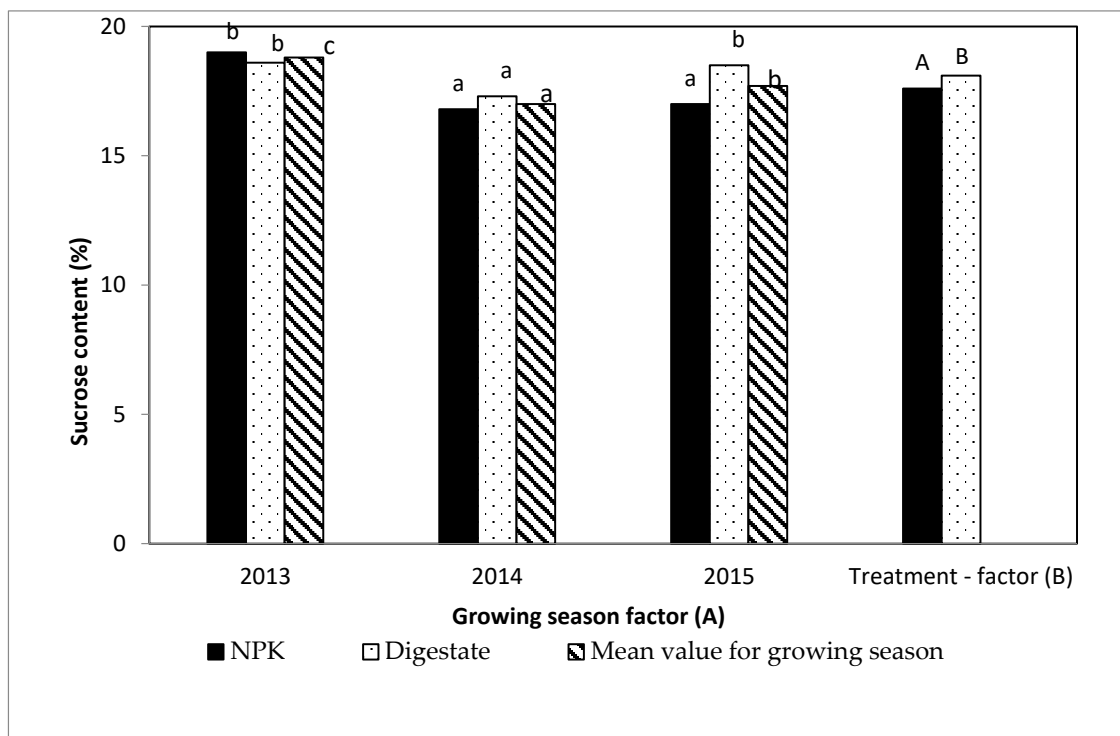 20
b
b
c
a
a
a
a
b
b
A
B
15
10
5
0
Sucrose content (%)
2013
2014
2015
Treatment - factor (B)
Growing season factor (A)
NPK
Digestate
Mean value for growing season